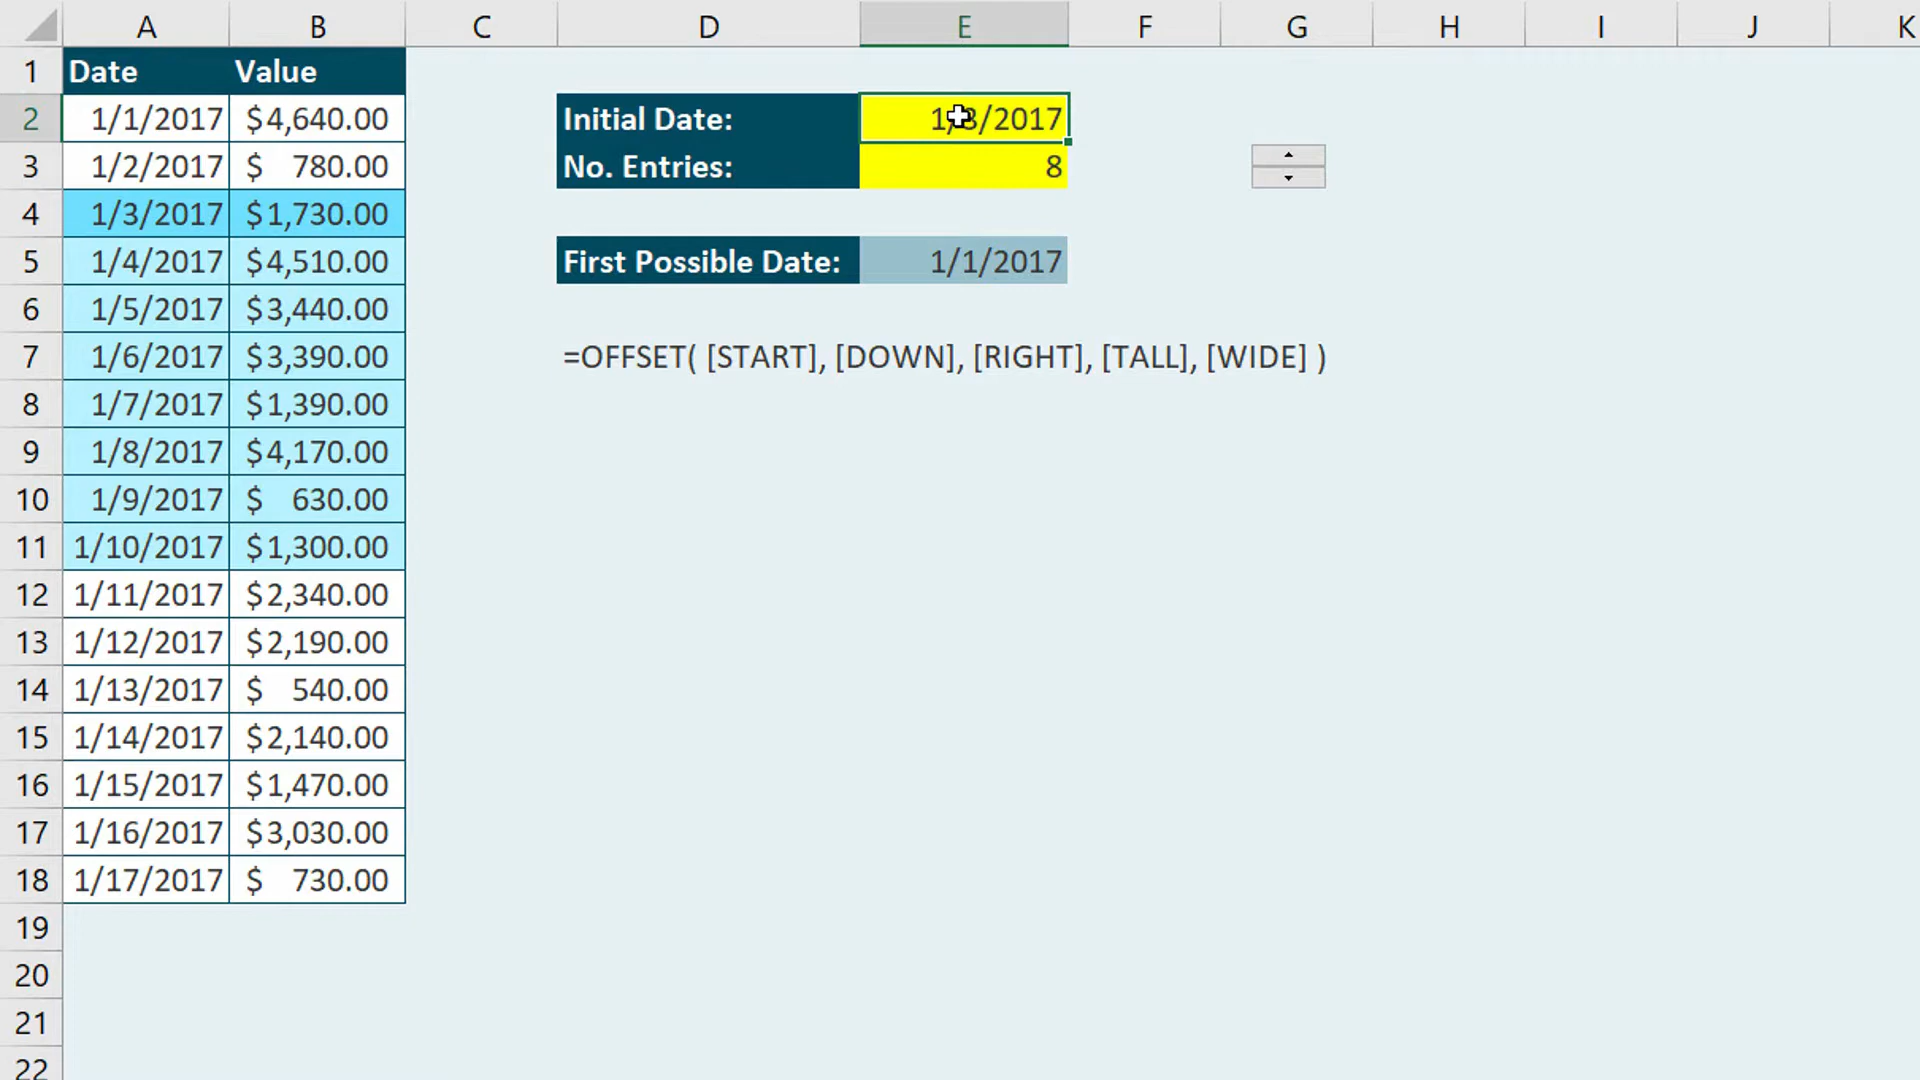 A B C D E F G H I J K
1 Date Value
2 1/1/2017 $4,640.00 Initial Date: 1/3/2017
3 1/2/2017 $ 780.00 No. Entries: 8
4 1/3/2017 $1,730.00
5 1/4/2017 $4,510.00 First Possible Date: 1/1/2017
6 1/5/2017 $3,440.00
7 1/6/2017 $3,390.00 =OFFSET( [START], [DOWN], [RIGHT], [TALL], [WIDE] )
8 1/7/2017 $1,390.00
9 1/8/2017 $4,170.00
10 1/9/2017 $ 630.00
11 1/10/2017 $1,300.00
12 1/11/2017 $2,340.00
13 1/12/2017 $2,190.00
14 1/13/2017 $ 540.00
15 1/14/2017 $2,140.00
16 1/15/2017 $1,470.00
17 1/16/2017 $3,030.00
18 1/17/2017 $ 730.00
19
20
21
22